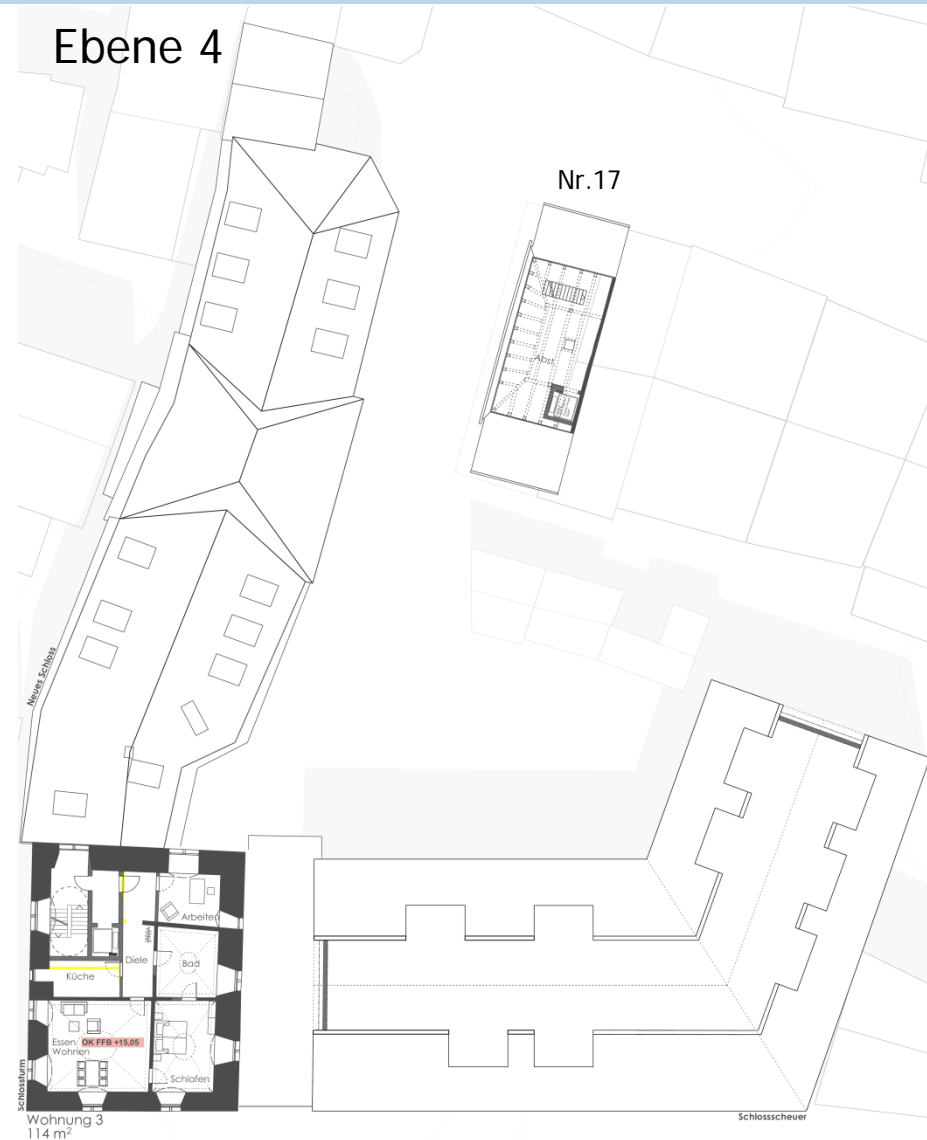 Ebene 4
Nr.17
Abst.
Neues Schloss
Arbeiten
Diele
Bad
Küche
Essen,
Wohnen
OK FFB +15,05
Schlafen
Schlossturm
Wohnung 3
114 m²
Schlossscheuer